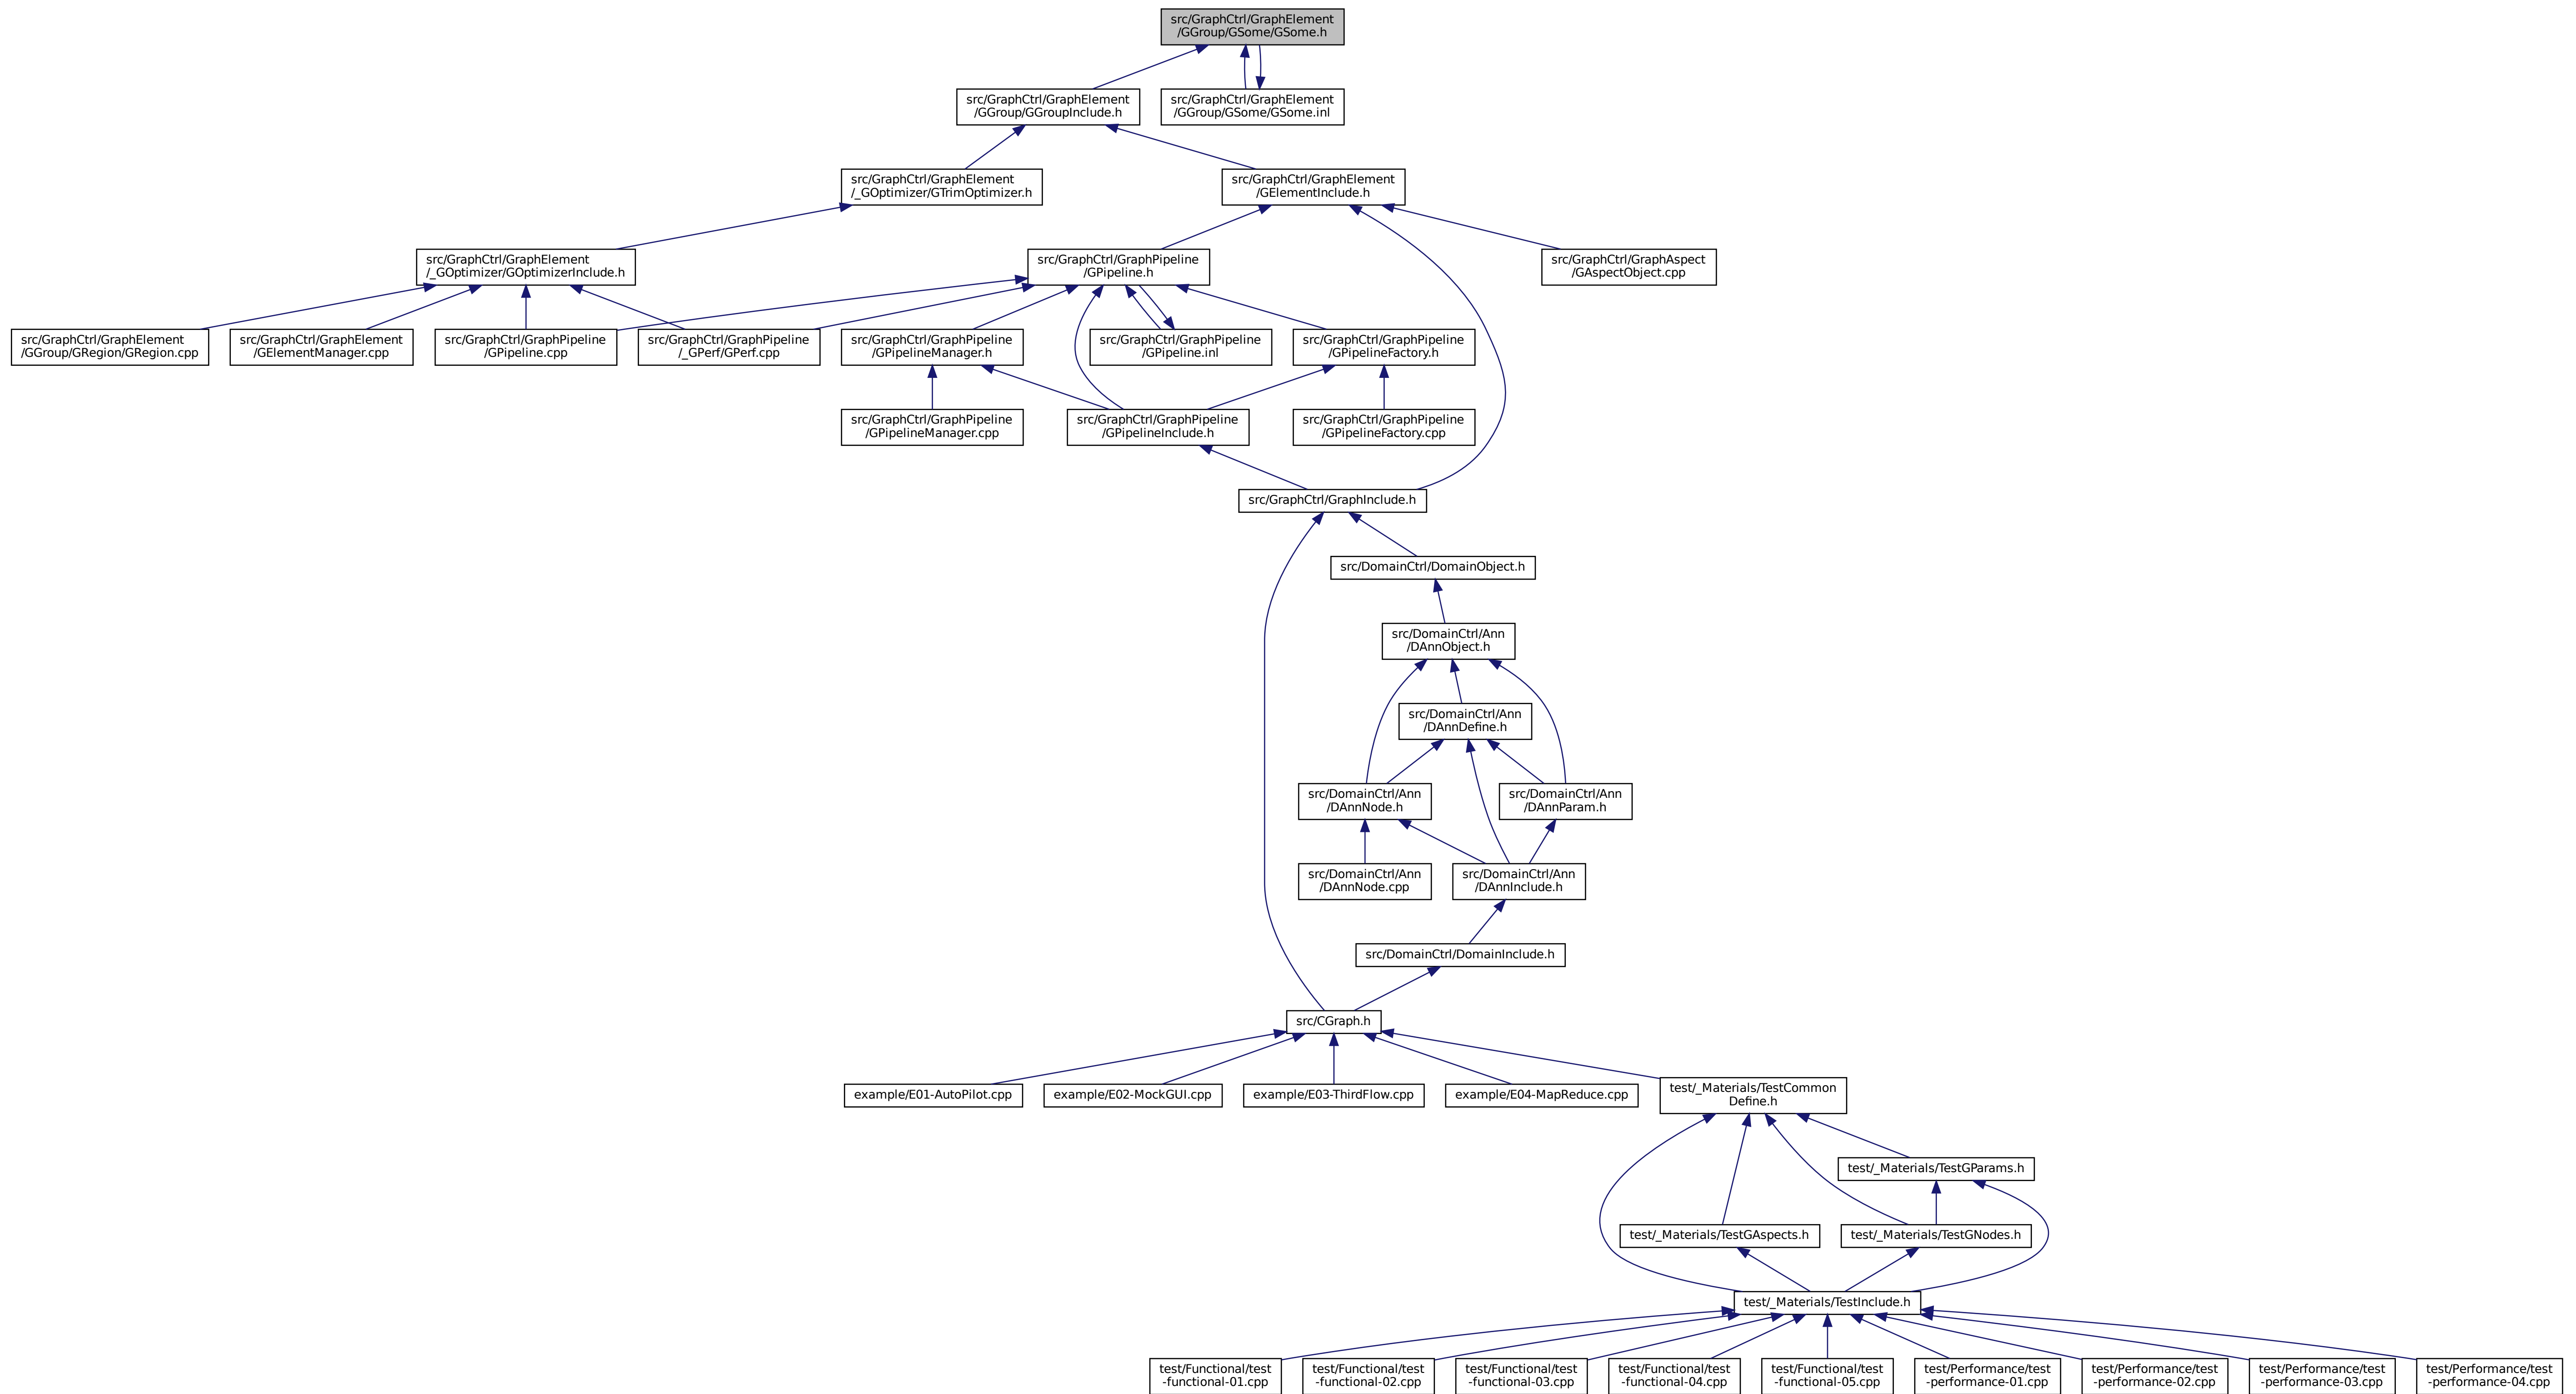 src/GraphCtrl/GraphElement
/GGroup/GSome/GSome.h
src/GraphCtrl/GraphElement
/GGroup/GGroupInclude.h
src/GraphCtrl/GraphElement
/GGroup/GSome/GSome.inl
src/GraphCtrl/GraphElement
/_GOptimizer/GTrimOptimizer.h
src/GraphCtrl/GraphElement
/GElementInclude.h
src/GraphCtrl/GraphElement
/_GOptimizer/GOptimizerInclude.h
src/GraphCtrl/GraphPipeline
/GPipeline.h
src/GraphCtrl/GraphAspect
/GAspectObject.cpp
src/GraphCtrl/GraphElement
/GGroup/GRegion/GRegion.cpp
src/GraphCtrl/GraphElement
/GElementManager.cpp
src/GraphCtrl/GraphPipeline
/GPipeline.cpp
src/GraphCtrl/GraphPipeline
/_GPerf/GPerf.cpp
src/GraphCtrl/GraphPipeline
/GPipelineManager.h
src/GraphCtrl/GraphPipeline
/GPipeline.inl
src/GraphCtrl/GraphPipeline
/GPipelineFactory.h
src/GraphCtrl/GraphPipeline
/GPipelineManager.cpp
src/GraphCtrl/GraphPipeline
/GPipelineInclude.h
src/GraphCtrl/GraphPipeline
/GPipelineFactory.cpp
src/GraphCtrl/GraphInclude.h
src/DomainCtrl/DomainObject.h
src/DomainCtrl/Ann
/DAnnObject.h
src/DomainCtrl/Ann
/DAnnDefine.h
src/DomainCtrl/Ann
/DAnnNode.h
src/DomainCtrl/Ann
/DAnnParam.h
src/DomainCtrl/Ann
/DAnnNode.cpp
src/DomainCtrl/Ann
/DAnnInclude.h
src/DomainCtrl/DomainInclude.h
src/CGraph.h
example/E01-AutoPilot.cpp
example/E02-MockGUI.cpp
example/E03-ThirdFlow.cpp
example/E04-MapReduce.cpp
test/_Materials/TestCommon
Define.h
test/_Materials/TestGParams.h
test/_Materials/TestGAspects.h
test/_Materials/TestGNodes.h
test/_Materials/TestInclude.h
test/Functional/test
-functional-01.cpp
test/Functional/test
-functional-02.cpp
test/Functional/test
-functional-03.cpp
test/Functional/test
-functional-04.cpp
test/Functional/test
-functional-05.cpp
test/Performance/test
-performance-01.cpp
test/Performance/test
-performance-02.cpp
test/Performance/test
-performance-03.cpp
test/Performance/test
-performance-04.cpp